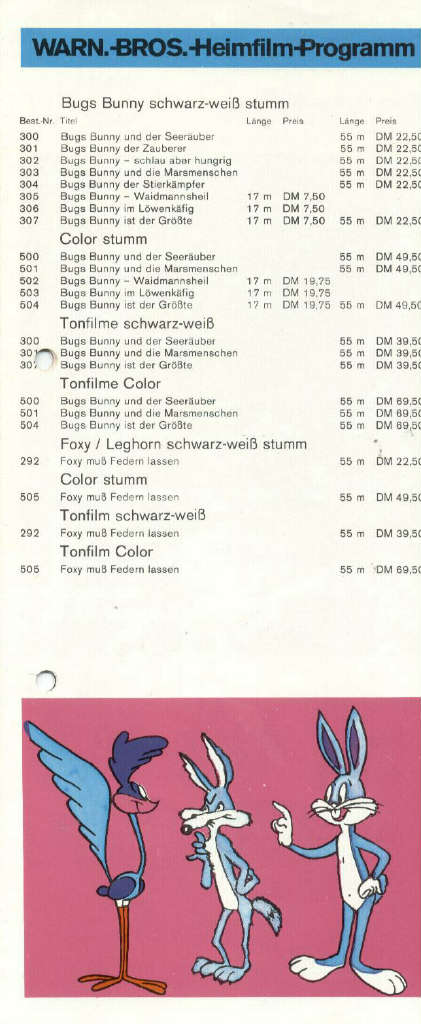 WARN.-BROS.-Heimfilm-Programm
Bugs Bunny schwarz-weiß stumm
Best.-Nr. Titel Länge Preis Länge Preis
300 Bugs Bunny und der Seeräuber 55 m DM 22,50
301 Bugs Bunny der Zauberer 55 m DM 22,50
302 Bugs Bunny – schlau aber hungrig 55 m DM 22,50
303 Bugs Bunny und die Marsmenschen 55 m DM 22,50
304 Bugs Bunny der Stierkämpfer 55 m DM 22,50
305 Bugs Bunny – Waidmannsheil 17 m DM 7,50
306 Bugs Bunny im Löwenkäfig 17 m DM 7,50
307 Bugs Bunny ist der Größte 17 m DM 7,50 55 m DM 22,50
Color stumm
500 Bugs Bunny und der Seeräuber 55 m DM 49,50
501 Bugs Bunny und die Marsmenschen 55 m DM 49,50
502 Bugs Bunny – Waidmannsheil 17 m DM 19,75
503 Bugs Bunny im Löwenkäfig 17 m DM 19,75
504 Bugs Bunny ist der Größte 17 m DM 19,75 55 m DM 49,50
Tonfilme schwarz-weiß
300 Bugs Bunny und der Seeräuber 55 m DM 39,50
Bugs Bunny und die Marsmenschen 55 m DM 39,50
307 Bugs Bunny ist der Größte 55 m DM 39,50
Tonfilme Color
500 Bugs Bunny und der Seeräuber 55 m DM 69,50
501 Bugs Bunny und die Marsmenschen 55 m DM 69,50
504 Bugs Bunny ist der Größte 55 m DM 69,50
Foxy / Leghorn schwarz-weiß stumm
292 Foxy muß Federn lassen 55 m DM 22,50
Color stumm
505 Foxy muß Federn lassen 55 m DM 49,50
Tonfilm schwarz-weiß
292 Foxy muß Federn lassen 55 m DM 39,50
Tonfilm Color
505 Foxy muß Federn lassen 55 m DM 69,50